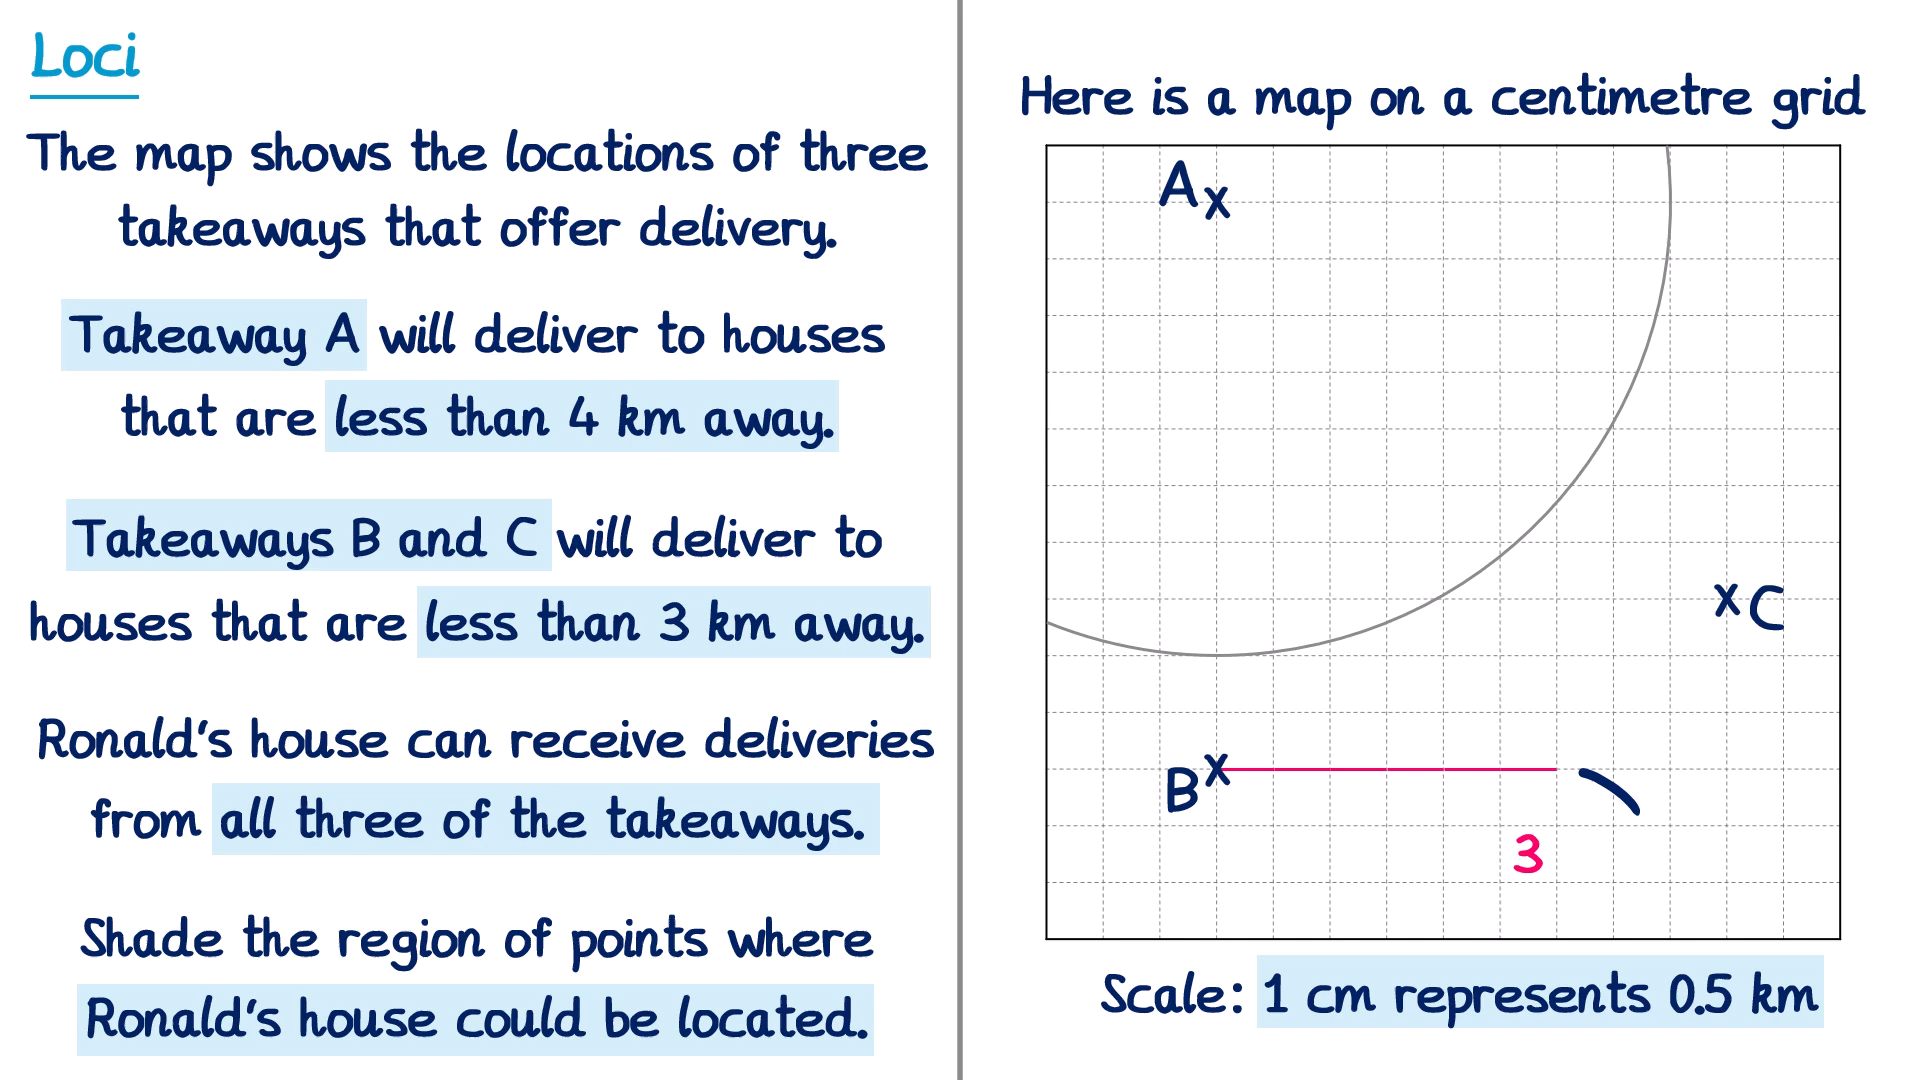 Loci
The map shows the locations of three
takeaways that offer delivery.
Takeaway A will deliver to houses
that are less than 4 km away.
Takeaways B and C will deliver to
houses that are less than 3 km away.
Ronald's house can receive deliveries
from all three of the takeaways.
Shade the region of points where
Ronald's house could be located.
Here is a map on a centimetre grid
A x
x C
B x
3
Scale: 1 cm represents 0.5 km